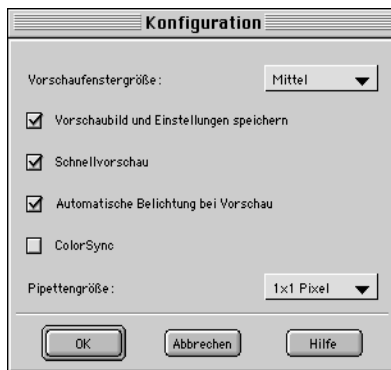 Konfiguration
Vorschaufenstergröße: Mittel
Vorschaubild und Einstellungen speichern
Schnellvorschau
Automatische Belichtung bei Vorschau
ColorSync
Pipettengröße: 1x1 Pixel
OK Abbrechen Hilfe